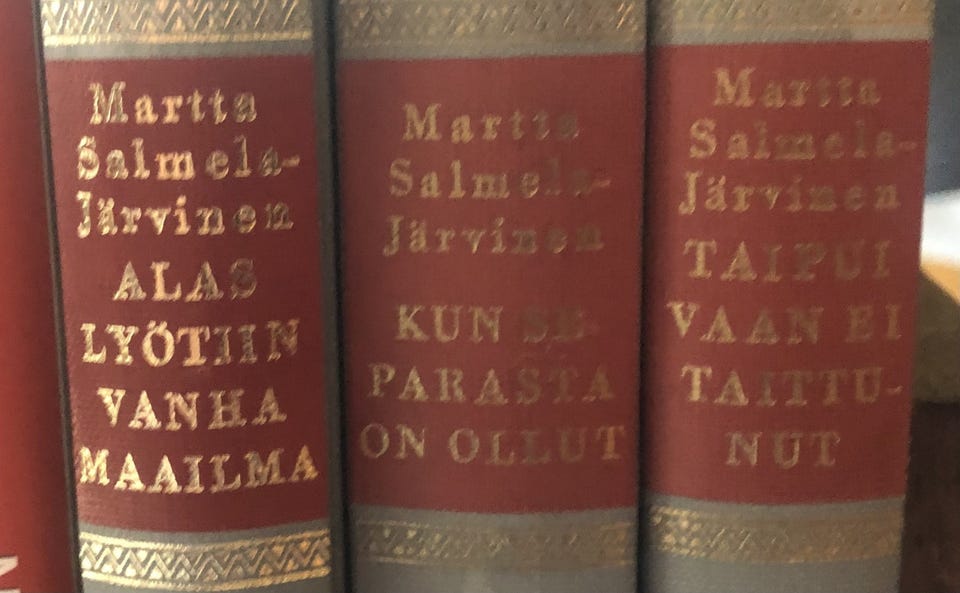 Martta
Salmela-
Järvinen
ALAS
LYÖTIIN
VANHA
MAAILMA
Martta
Salmela-
Järvinen
KUN SE
PARASTA
ON OLLUT
Martta
Salmela-
Järvinen
TAIPUI
VAAN EI
TAITTU-
NUT